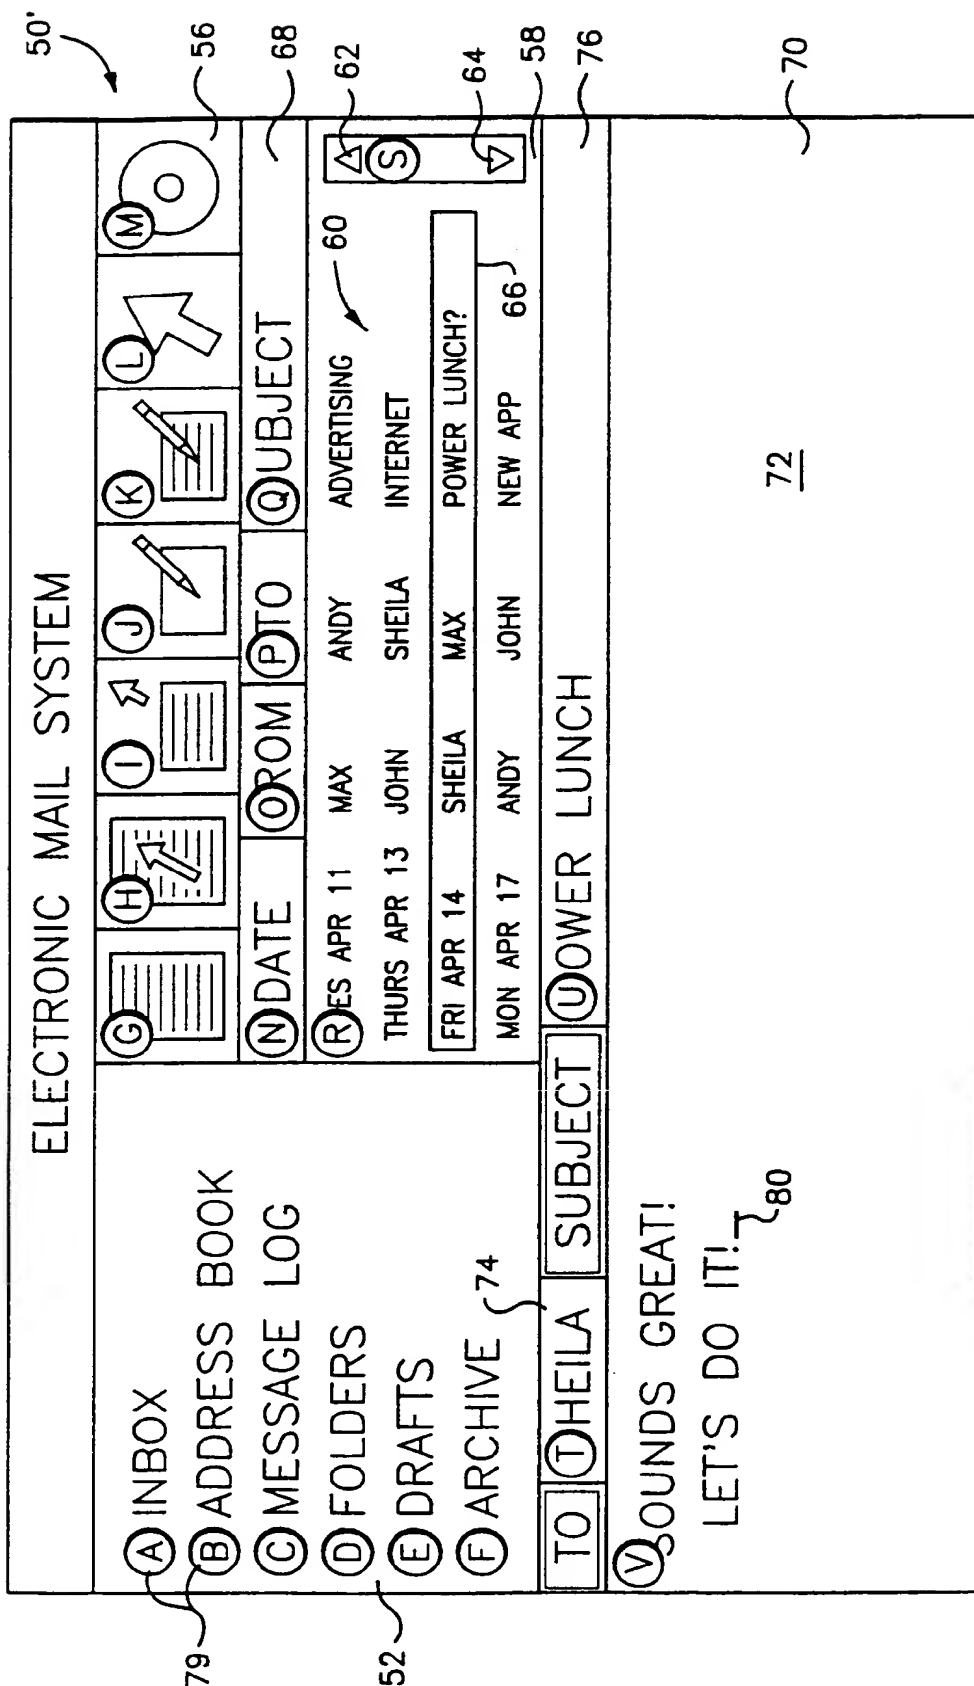 50'
ELECTRONIC MAIL SYSTEM
G H I J K L M
56
A INBOX
B ADDRESS BOOK
C MESSAGE LOG
D FOLDERS
E DRAFTS
F ARCHIVE
79
52
74
N DATE O ROM P TO Q UBJECT
68
R ES APR 11 MAX ANDY ADVERTISING
THURS APR 13 JOHN SHEILA INTERNET
FRI APR 14 SHEILA MAX POWER LUNCH?
MON APR 17 ANDY JOHN NEW APP
60
66
S
62
64
58
TO T HEILA SUBJECT U OWER LUNCH
76
V SOUNDS GREAT!
LET'S DO IT!
80
72
70